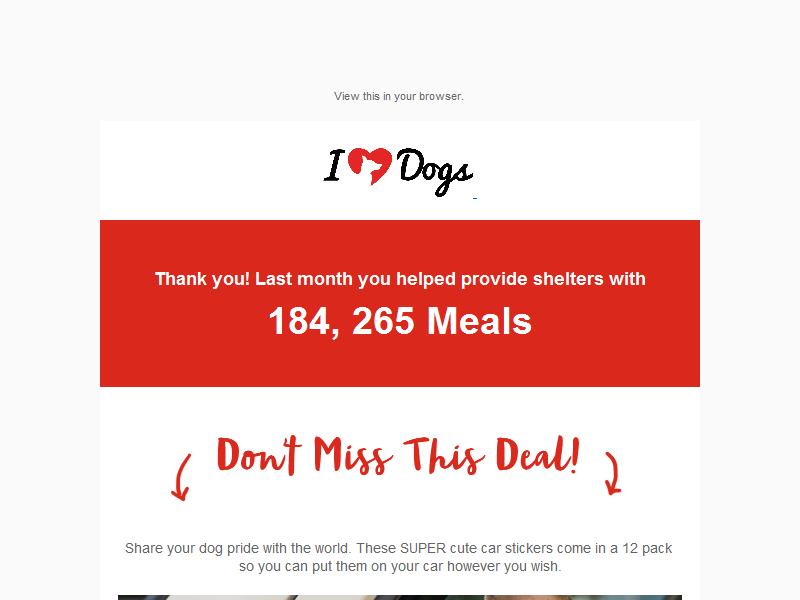 View this in your browser.
I Dogs
Thank you! Last month you helped provide shelters with
184, 265 Meals
Don't Miss This Deal!
Share your dog pride with the world. These SUPER cute car stickers come in a 12 pack
so you can put them on your car however you wish.